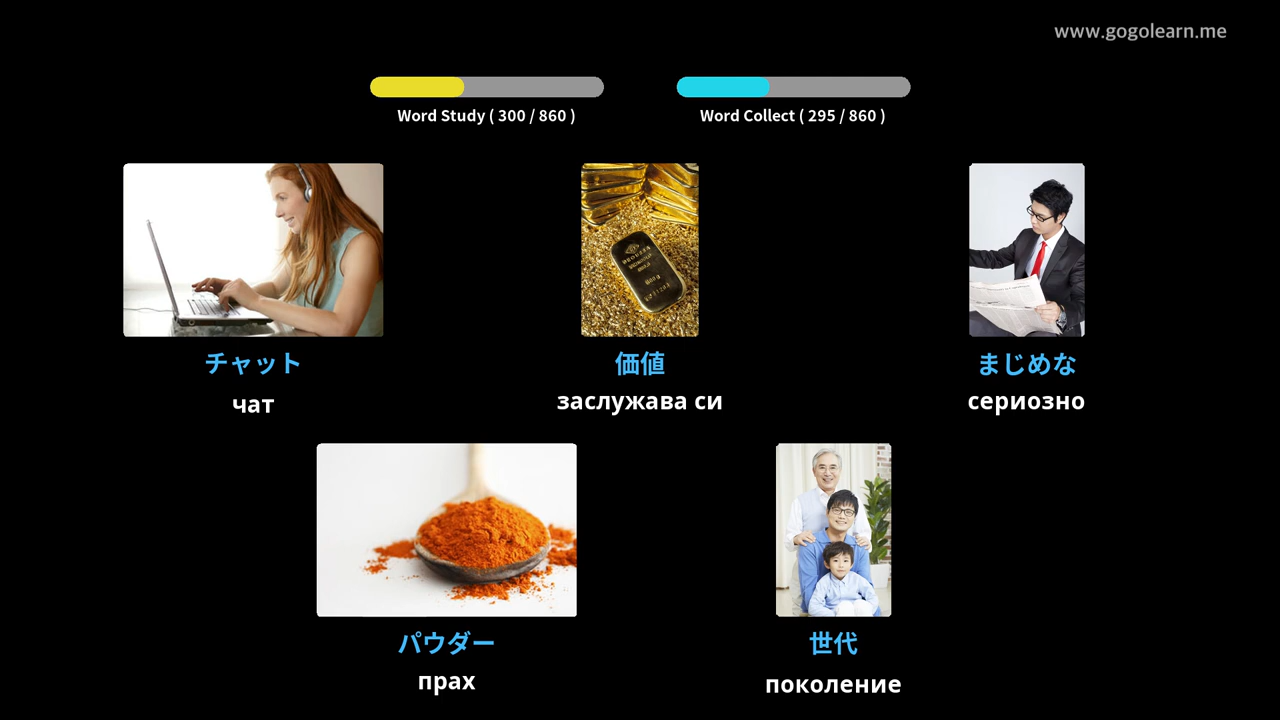 www.gogolearn.me
Word Study ( 300 / 860 )
Word Collect ( 295 / 860 )
チャット
価値
まじめな
чат
заслужава си
сериозно
パウダー
世代
прах
поколение